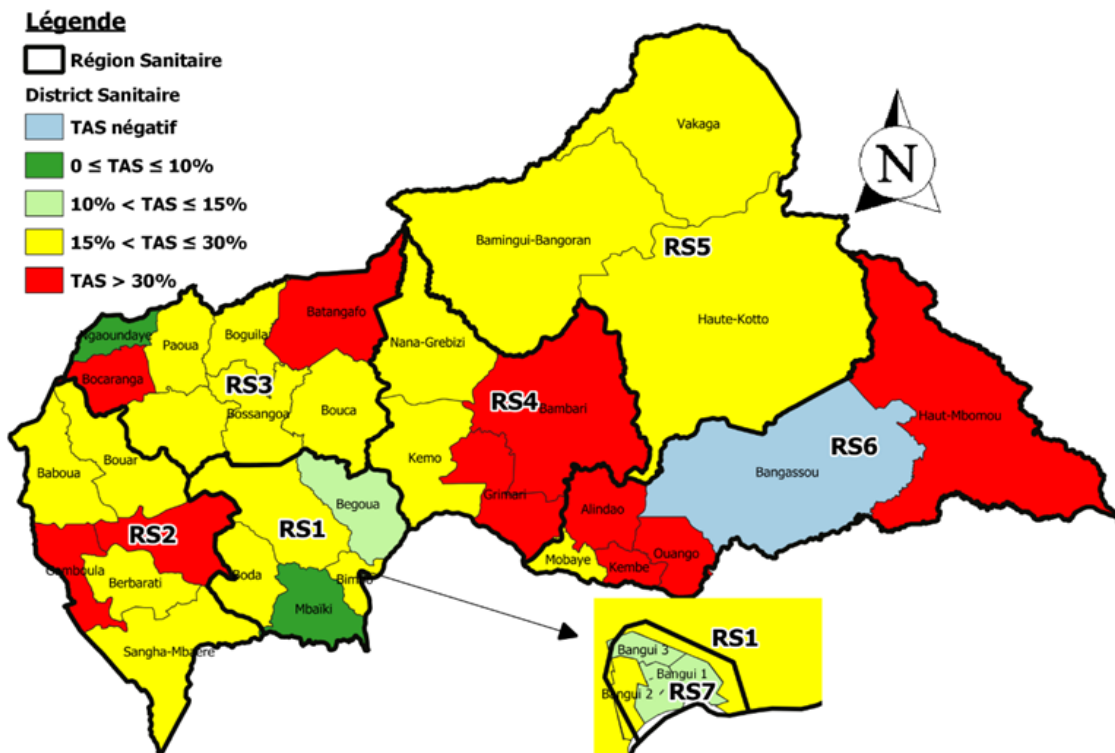 Légende
Région Sanitaire
District Sanitaire
TAS négatif
0 ≤ TAS ≤ 10%
10% < TAS ≤ 15%
15% < TAS ≤ 30%
TAS > 30%
N
Vakaga
Bamingui-Bangoran
RS5
Haute-Kotto
Batangafo
Ngaoundaye
Boguila
Paoua
Nana-Grebizi
Bocaranga
RS3
RS4
Bambari
Bossangoa
Bouca
Haut-Mbomou
RS6
Bangassou
Kemo
Bouar
Baboua
Begoua
Grimari
Alindao
RS2
RS1
Ouango
Mobaye
Kembe
Gamboula
Berbarati
Boda
Bimbo
Mbaïki
Sangha-Mbaere
RS1
Bangui 3
Bangui 1
Bangui 2
RS7